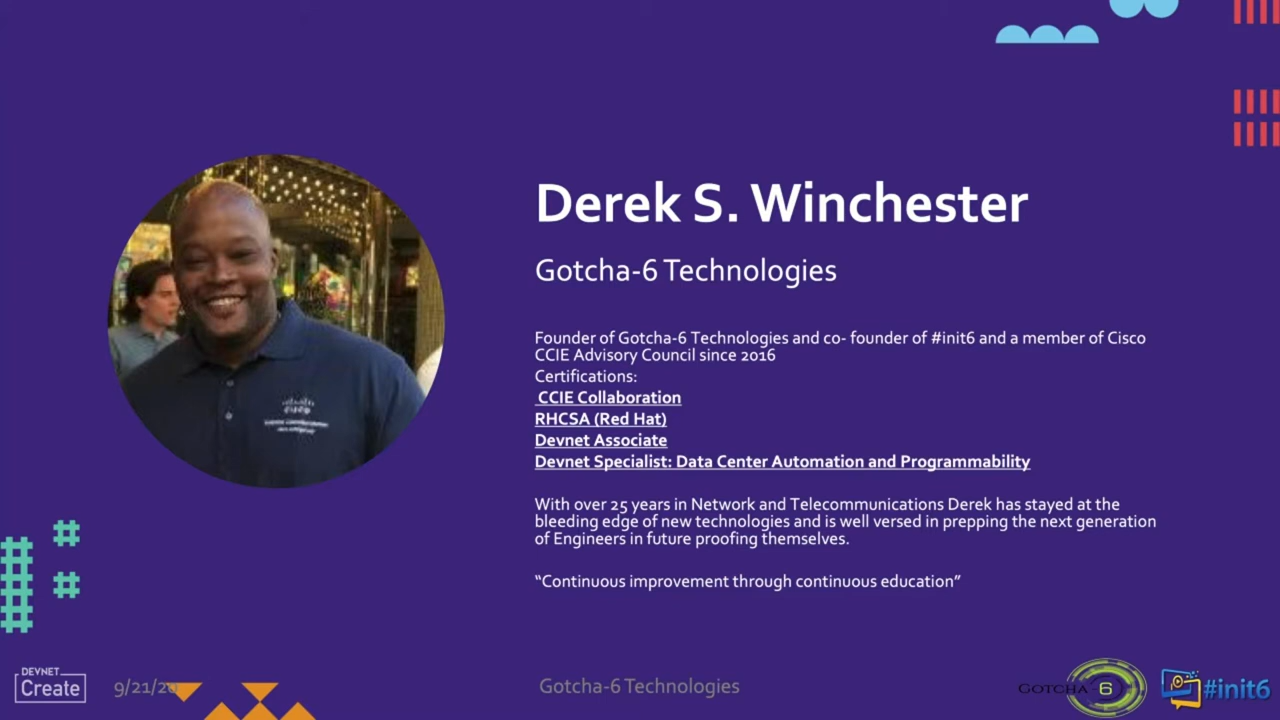 Derek S. Winchester
Gotcha-6 Technologies
Founder of Gotcha-6 Technologies and co- founder of #init6 and a member of Cisco
CCIE Advisory Council since 2016
Certifications:
CCIE Collaboration
RHCSA (Red Hat)
Devnet Associate
Devnet Specialist: Data Center Automation and Programmability
With over 25 years in Network and Telecommunications Derek has stayed at the
bleeding edge of new technologies and is well versed in prepping the next generation
of Engineers in future proofing themselves.
“Continuous improvement through continuous education”
DEVNET
Create
9/21/20
Gotcha-6 Technologies
GOTCHA - 6
#init6